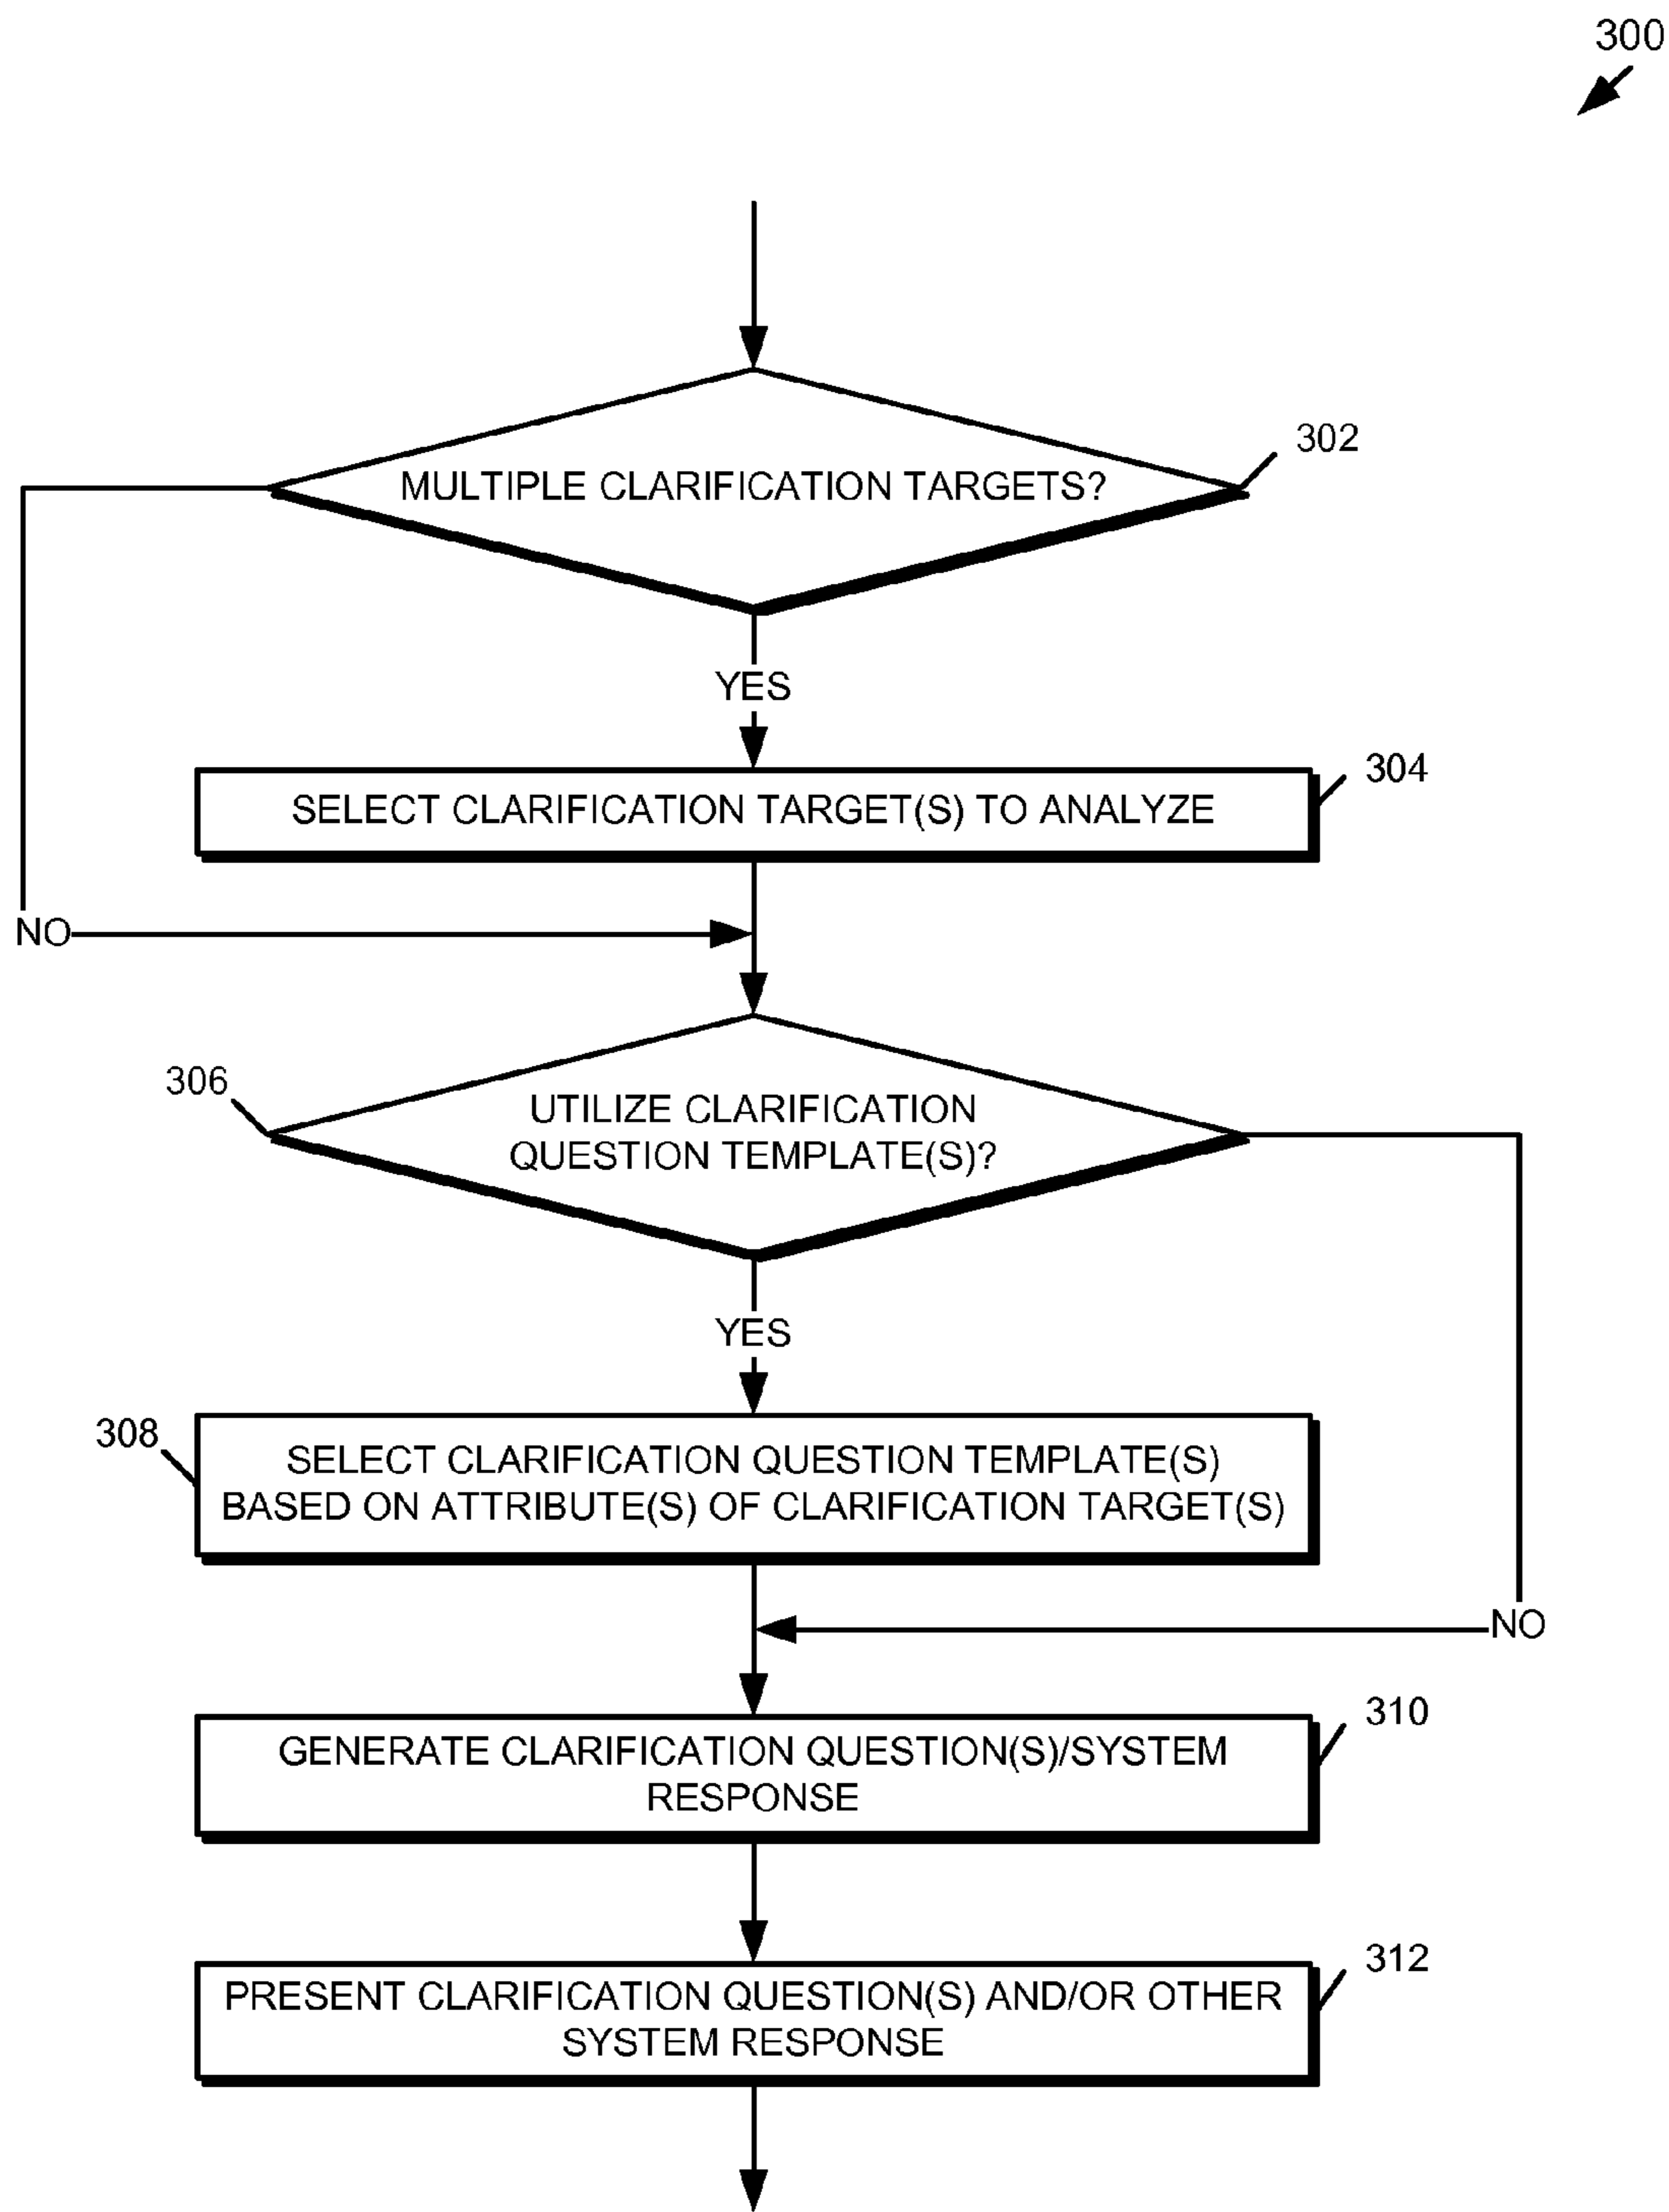 300
MULTIPLE CLARIFICATION TARGETS?
302
YES
SELECT CLARIFICATION TARGET(S) TO ANALYZE
304
NO
306
UTILIZE CLARIFICATION
QUESTION TEMPLATE(S)?
YES
308
SELECT CLARIFICATION QUESTION TEMPLATE(S)
BASED ON ATTRIBUTE(S) OF CLARIFICATION TARGET(S)
NO
GENERATE CLARIFICATION QUESTION(S)/SYSTEM
RESPONSE
310
PRESENT CLARIFICATION QUESTION(S) AND/OR OTHER
SYSTEM RESPONSE
312